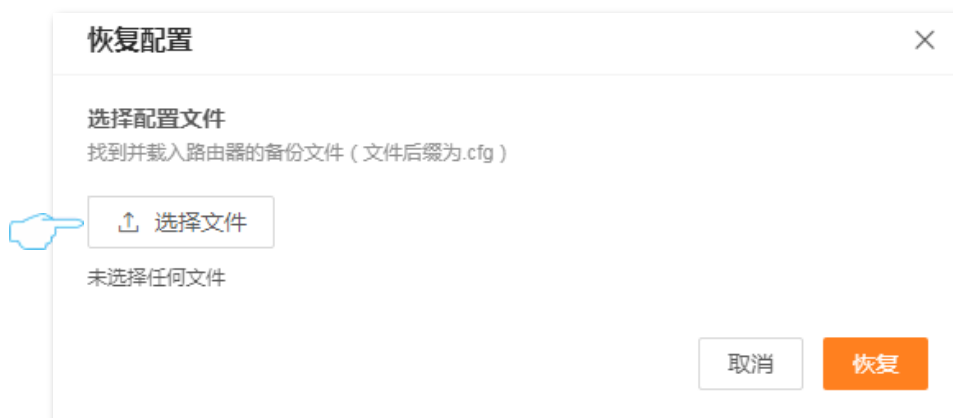 恢复配置
选择配置文件
找到并载入路由器的备份文件（文件后缀为.cfg）
选择文件
未选择任何文件
取消 恢复